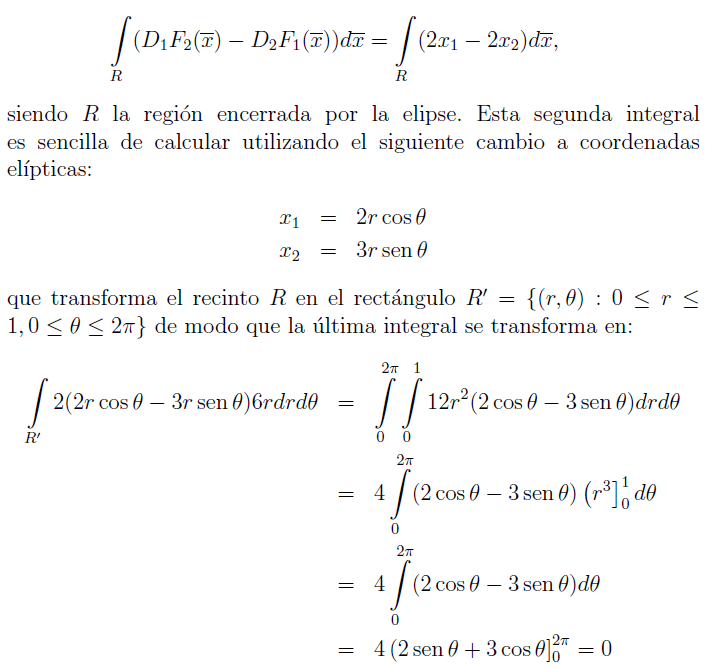 ∫_R (D₁F₂(x̅) − D₂F₁(x̅))dx̅ = ∫_R (2x₁ − 2x₂)dx̅,
siendo R la región encerrada por la elipse. Esta segunda integral
es sencilla de calcular utilizando el siguiente cambio a coordenadas
elípticas:
x₁ = 2r cos θ
x₂ = 3r sen θ
que transforma el recinto R en el rectángulo R′ = {(r, θ) : 0 ≤ r ≤
1, 0 ≤ θ ≤ 2π} de modo que la última integral se transforma en:
∫_R′ 2(2r cos θ − 3r sen θ)6rdrdθ = ∫_0^2π ∫_0^1 12r²(2 cos θ − 3 sen θ)drdθ
= 4 ∫_0^2π (2 cos θ − 3 sen θ) (r³]_0^1 dθ
= 4 ∫_0^2π (2 cos θ − 3 sen θ)dθ
= 4 (2 sen θ + 3 cos θ]_0^2π = 0